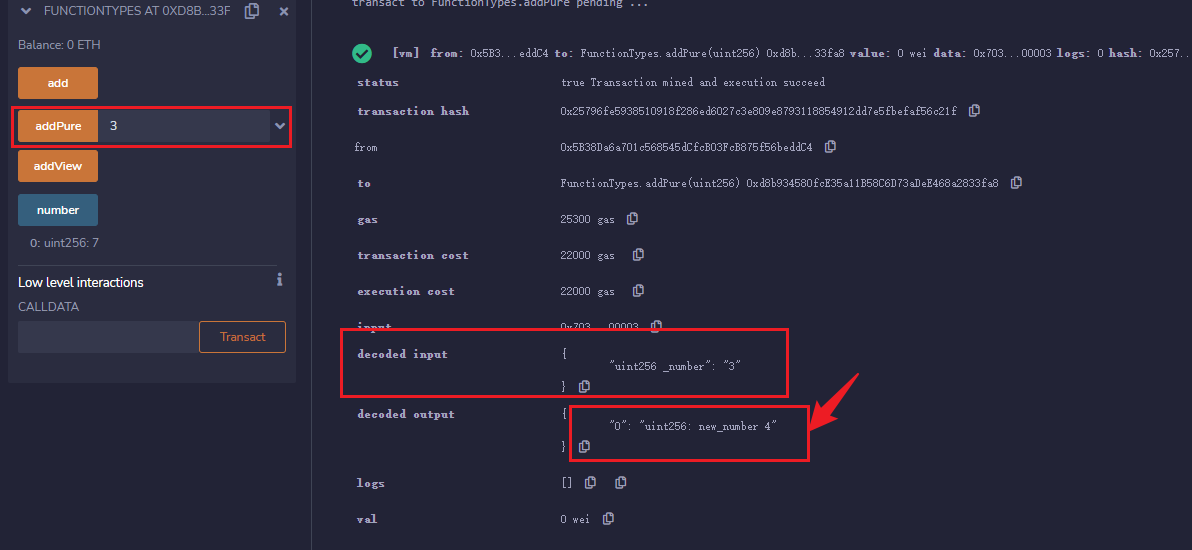 FUNCTIONTYPES AT 0XD8B...33F
Balance: 0 ETH
add
addPure 3
addView
number
0: uint256: 7
Low level interactions
CALLDATA
Transact
transact to FunctionTypes.addPure pending ...
[vm] from: 0x5B3...eddC4 to: FunctionTypes.addPure(uint256) 0xd8b...33fa8 value: 0 wei data: 0x703...00003 logs: 0 hash: 0x257...
status true Transaction mined and execution succeed
transaction hash 0x25796fe5938510918f286ed6027c3e809e8793118854912dd7e5fbefaf56c21f
from 0x5B38Da6a701c568545dCfcB03FcB875f56beddC4
to FunctionTypes.addPure(uint256) 0xd8b934580fcE35a11B58C6D73aDeE468a2833fa8
gas 25300 gas
transaction cost 22000 gas
execution cost 22000 gas
input 0x703...00003
decoded input {
"uint256 _number": "3"
}
decoded output {
"0": "uint256: new_number 4"
}
logs []
val 0 wei